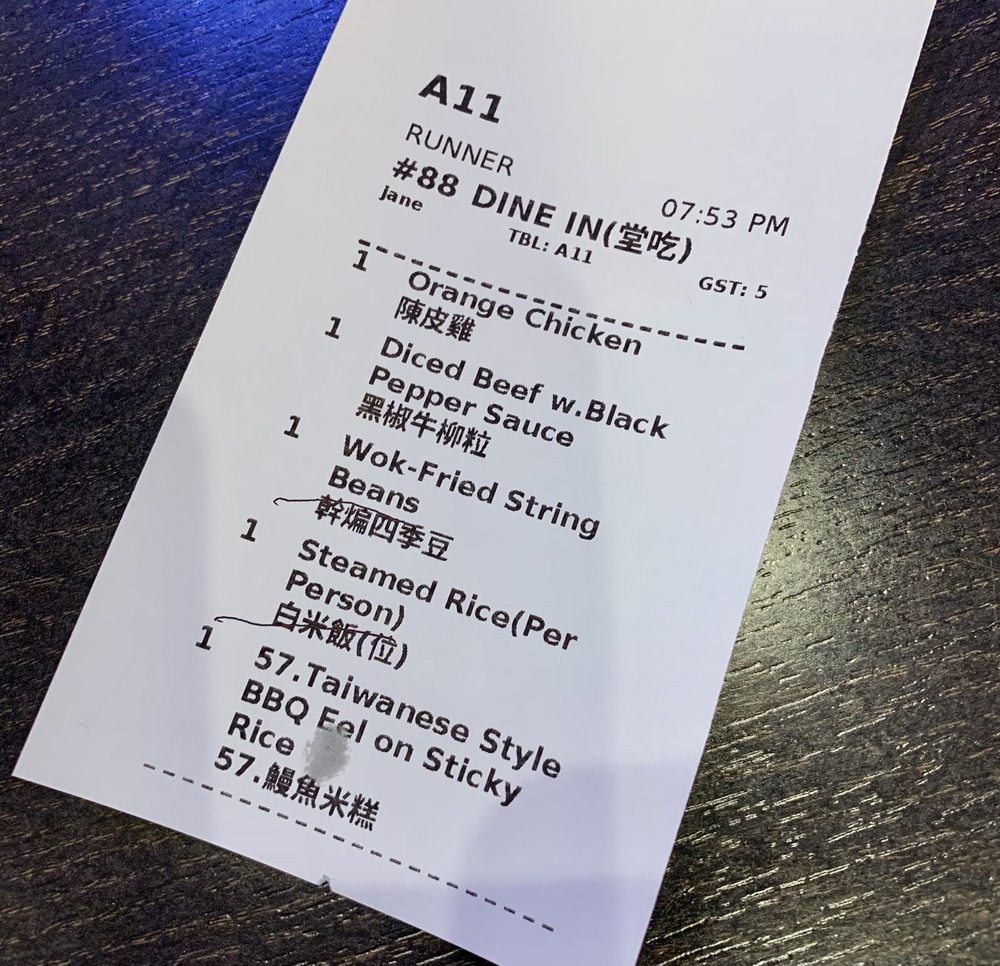 A11
RUNNER
#88 DINE IN(堂吃) 07:53 PM
jane TBL: A11 GST: 5
1 Orange Chicken
陳皮雞
1 Diced Beef w.Black
Pepper Sauce
黑椒牛柳粒
1 Wok-Fried String
Beans
幹煸四季豆
1 Steamed Rice(Per
Person)
白米飯(位)
1 57.Taiwanese Style
BBQ Eel on Sticky
Rice
57.鰻魚米糕